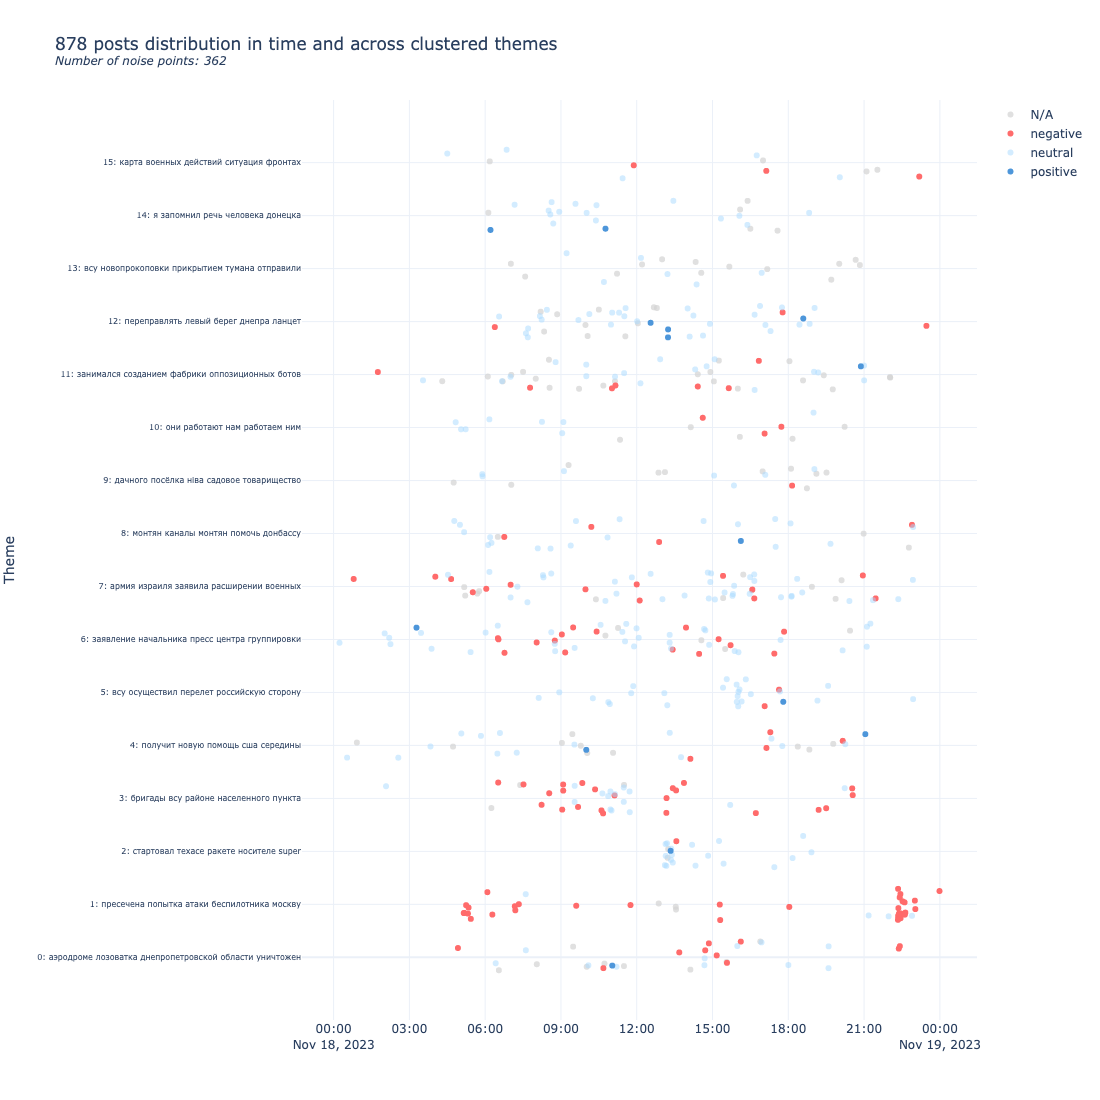 878 posts distribution in time and across clustered themes
Number of noise points: 362
N/A
negative
neutral
positive
Theme
15: карта военных действий ситуация фронтах
14: я запомнил речь человека донецка
13: всу новопрокоповки прикрытием тумана отправили
12: переправлять левый берег днепра ланцет
11: занимался созданием фабрики оппозиционных ботов
10: они работают нам работаем ним
9: дачного посёлка ніва садовое товарищество
8: монтян каналы монтян помочь донбассу
7: армия израиля заявила расширении военных
6: заявление начальника пресс центра группировки
5: всу осуществил перелет российскую сторону
4: получит новую помощь сша середины
3: бригады всу районе населенного пункта
2: стартовал техасе ракете носителе super
1: пресечена попытка атаки беспилотника москву
0: аэродроме лозоватка днепропетровской области уничтожен
00:00 03:00 06:00 09:00 12:00 15:00 18:00 21:00 00:00
Nov 18, 2023 Nov 19, 2023